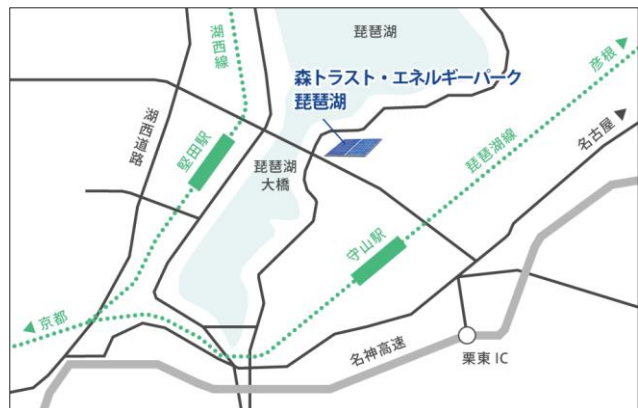 琵琶湖
湖西線
森トラスト・エネルギーパーク
琵琶湖
彦根▶
湖西道路
名古屋▶
堅田駅
琵琶湖
大橋
琵琶湖線
守山駅
◀京都
名神高速
栗東 IC